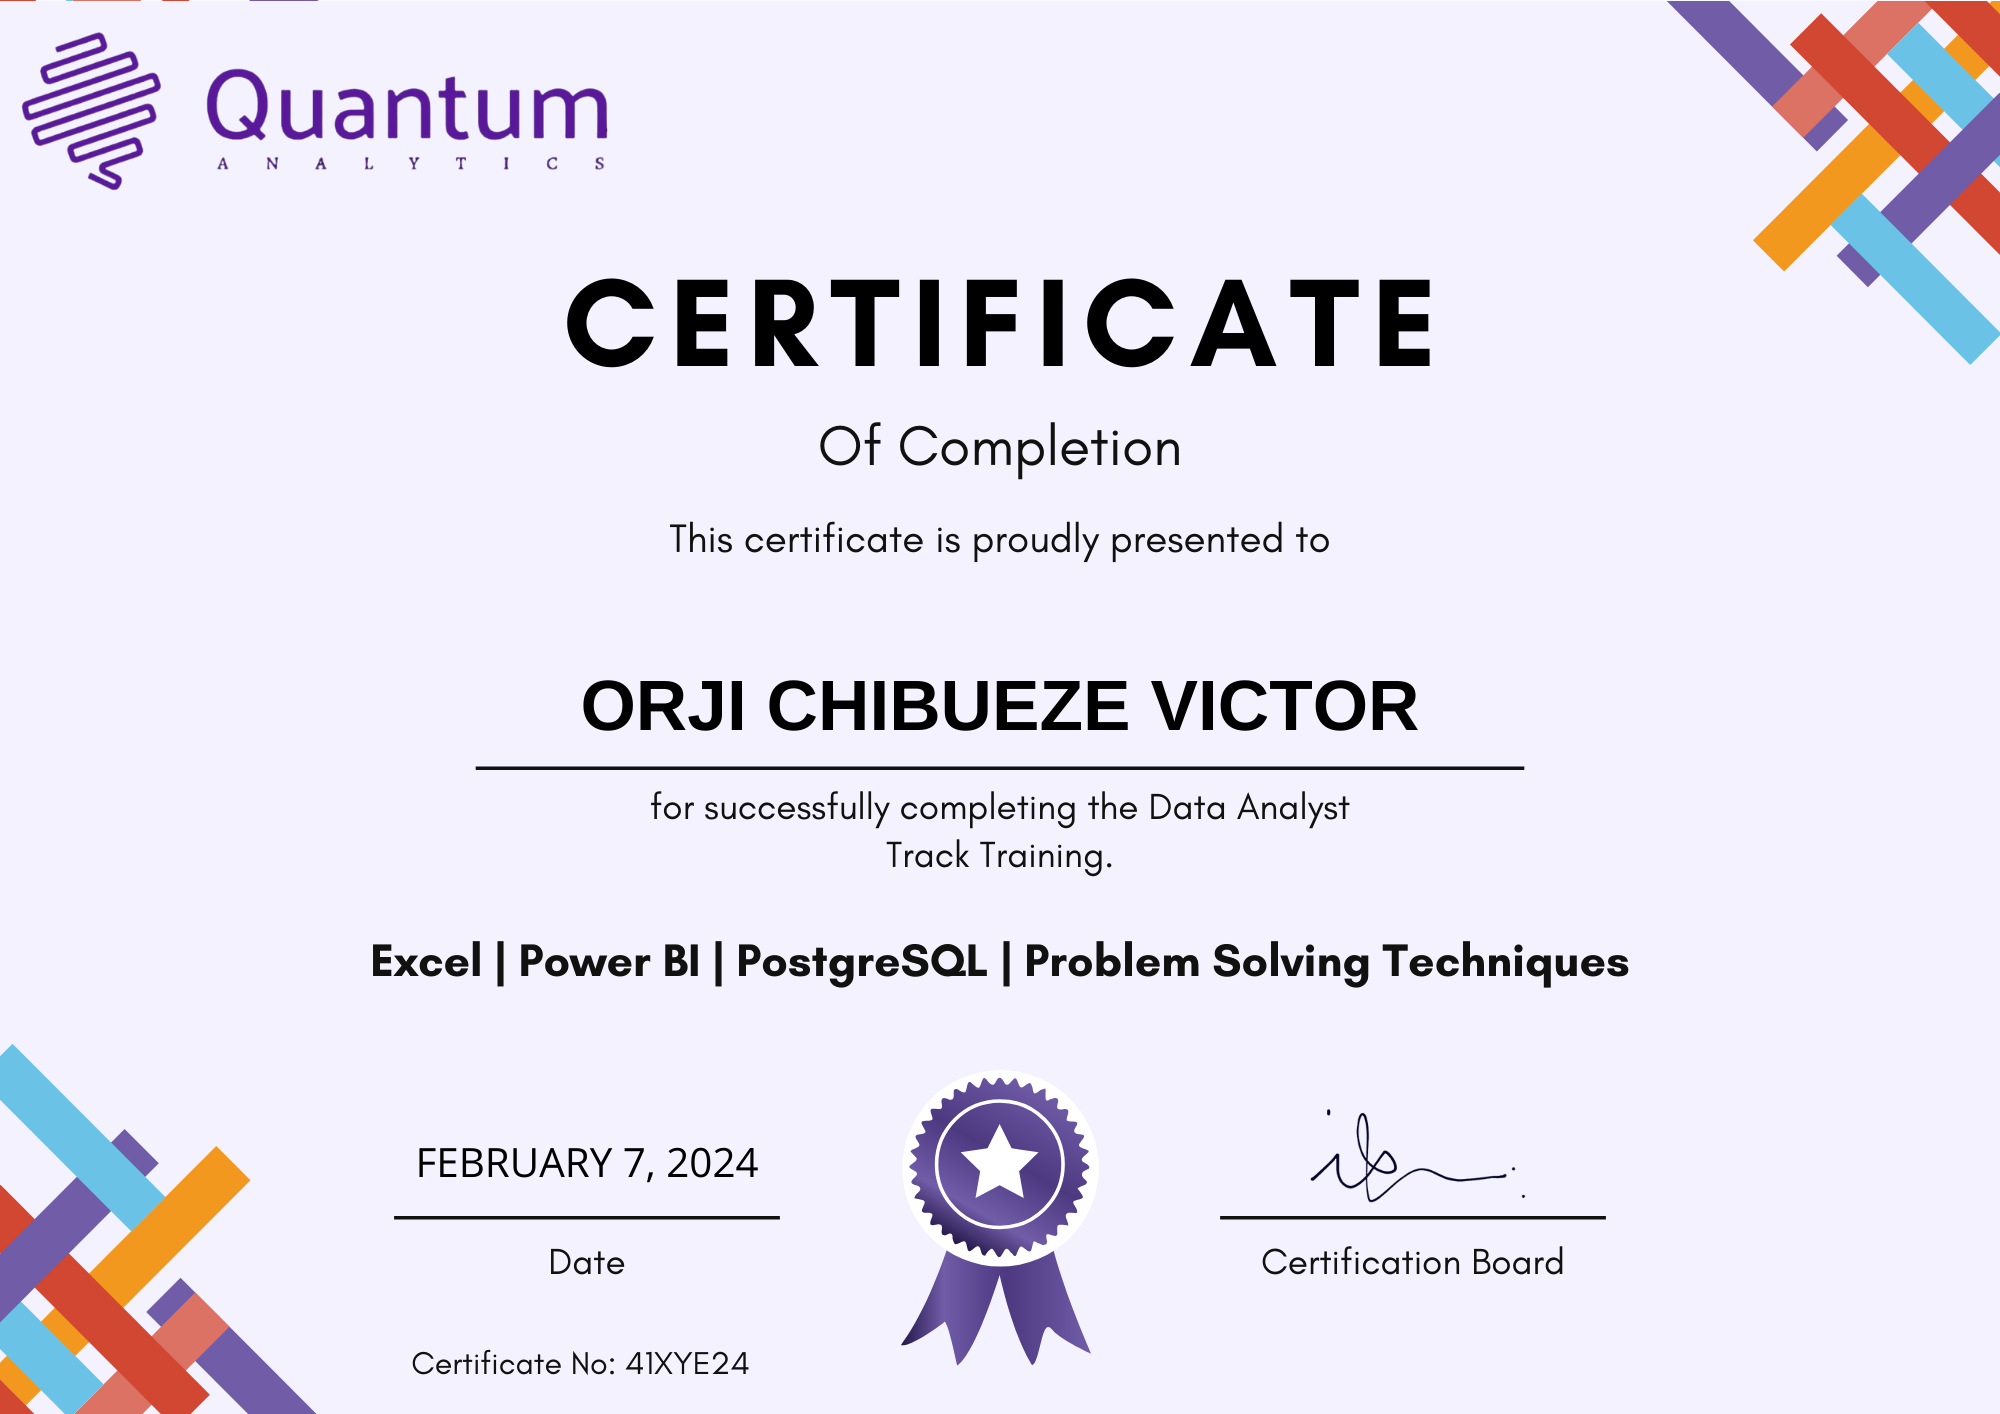 Quantum
ANALYTICS
CERTIFICATE
Of Completion
This certificate is proudly presented to
ORJI CHIBUEZE VICTOR
for successfully completing the Data Analyst
Track Training.
Excel | Power BI | PostgreSQL | Problem Solving Techniques
FEBRUARY 7, 2024
Date
Certification Board
Certificate No: 41XYE24